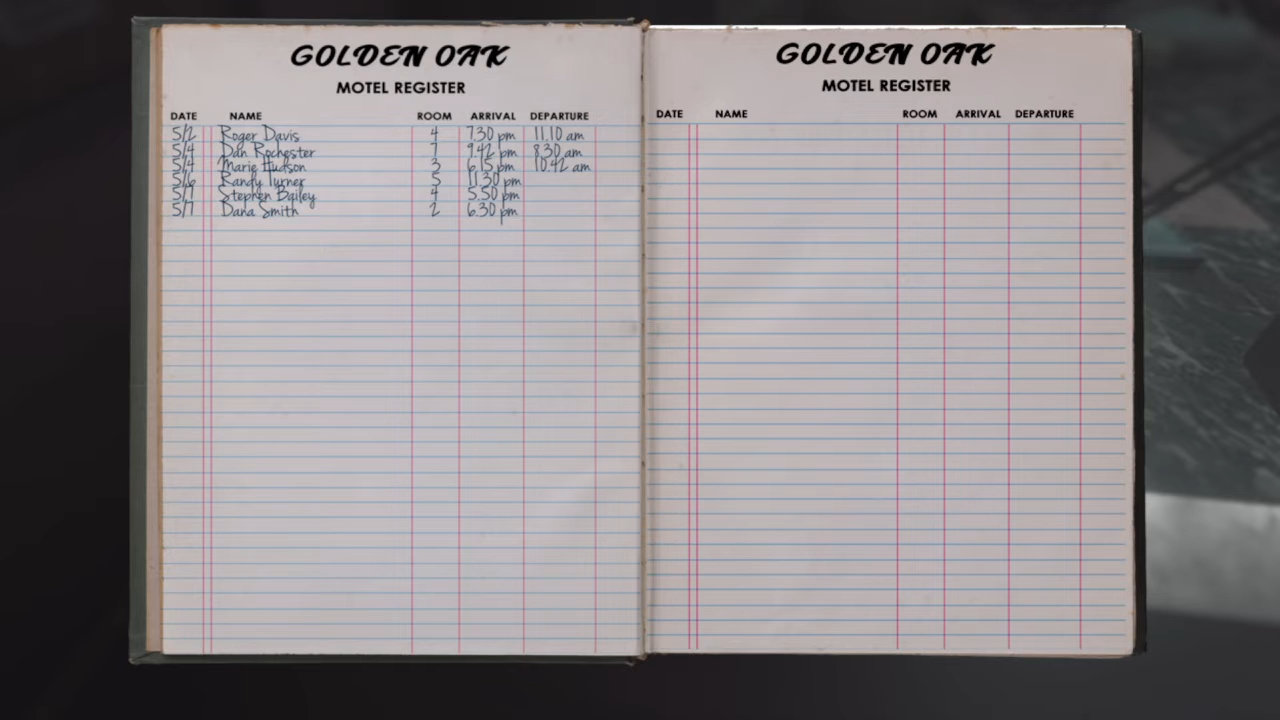 GOLDEN OAK
MOTEL REGISTER
DATE NAME ROOM ARRIVAL DEPARTURE
5/2 Roger Davis 4 7.30 pm 11.10 am
5/4 Dan Rochester 7 9.42 pm 8.30 am
5/4 Marie Hudson 3 6.15 pm 10.42 am
5/6 Randy Turner 5 11.30 pm
5/7 Stephen Bailey 4 5.50 pm
5/7 Dana Smith 2 6.30 pm
GOLDEN OAK
MOTEL REGISTER
DATE NAME ROOM ARRIVAL DEPARTURE